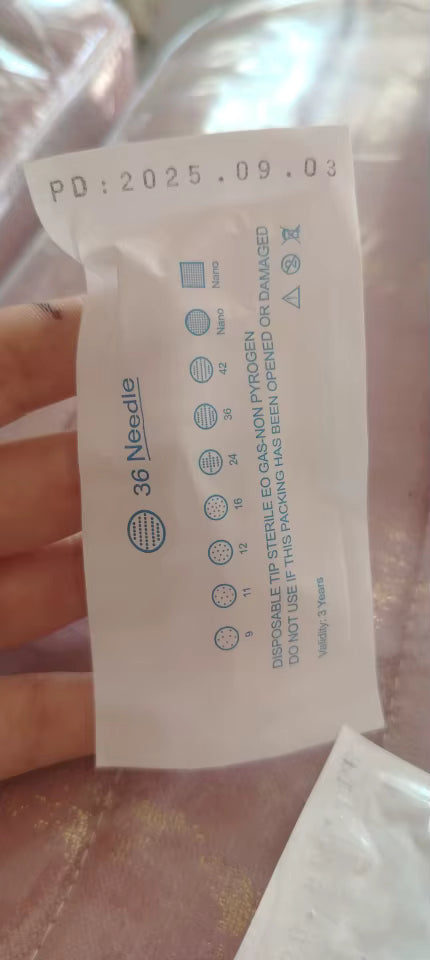 PD:2025.09.03
36 Needle
9 11 12 16 24 36 42 Nano Nano
DISPOSABLE TIP STERILE EO GAS-NON PYROGEN
DO NOT USE IF THIS PACKING HAS BEEN OPENED OR DAMAGED
Validity: 3 Years